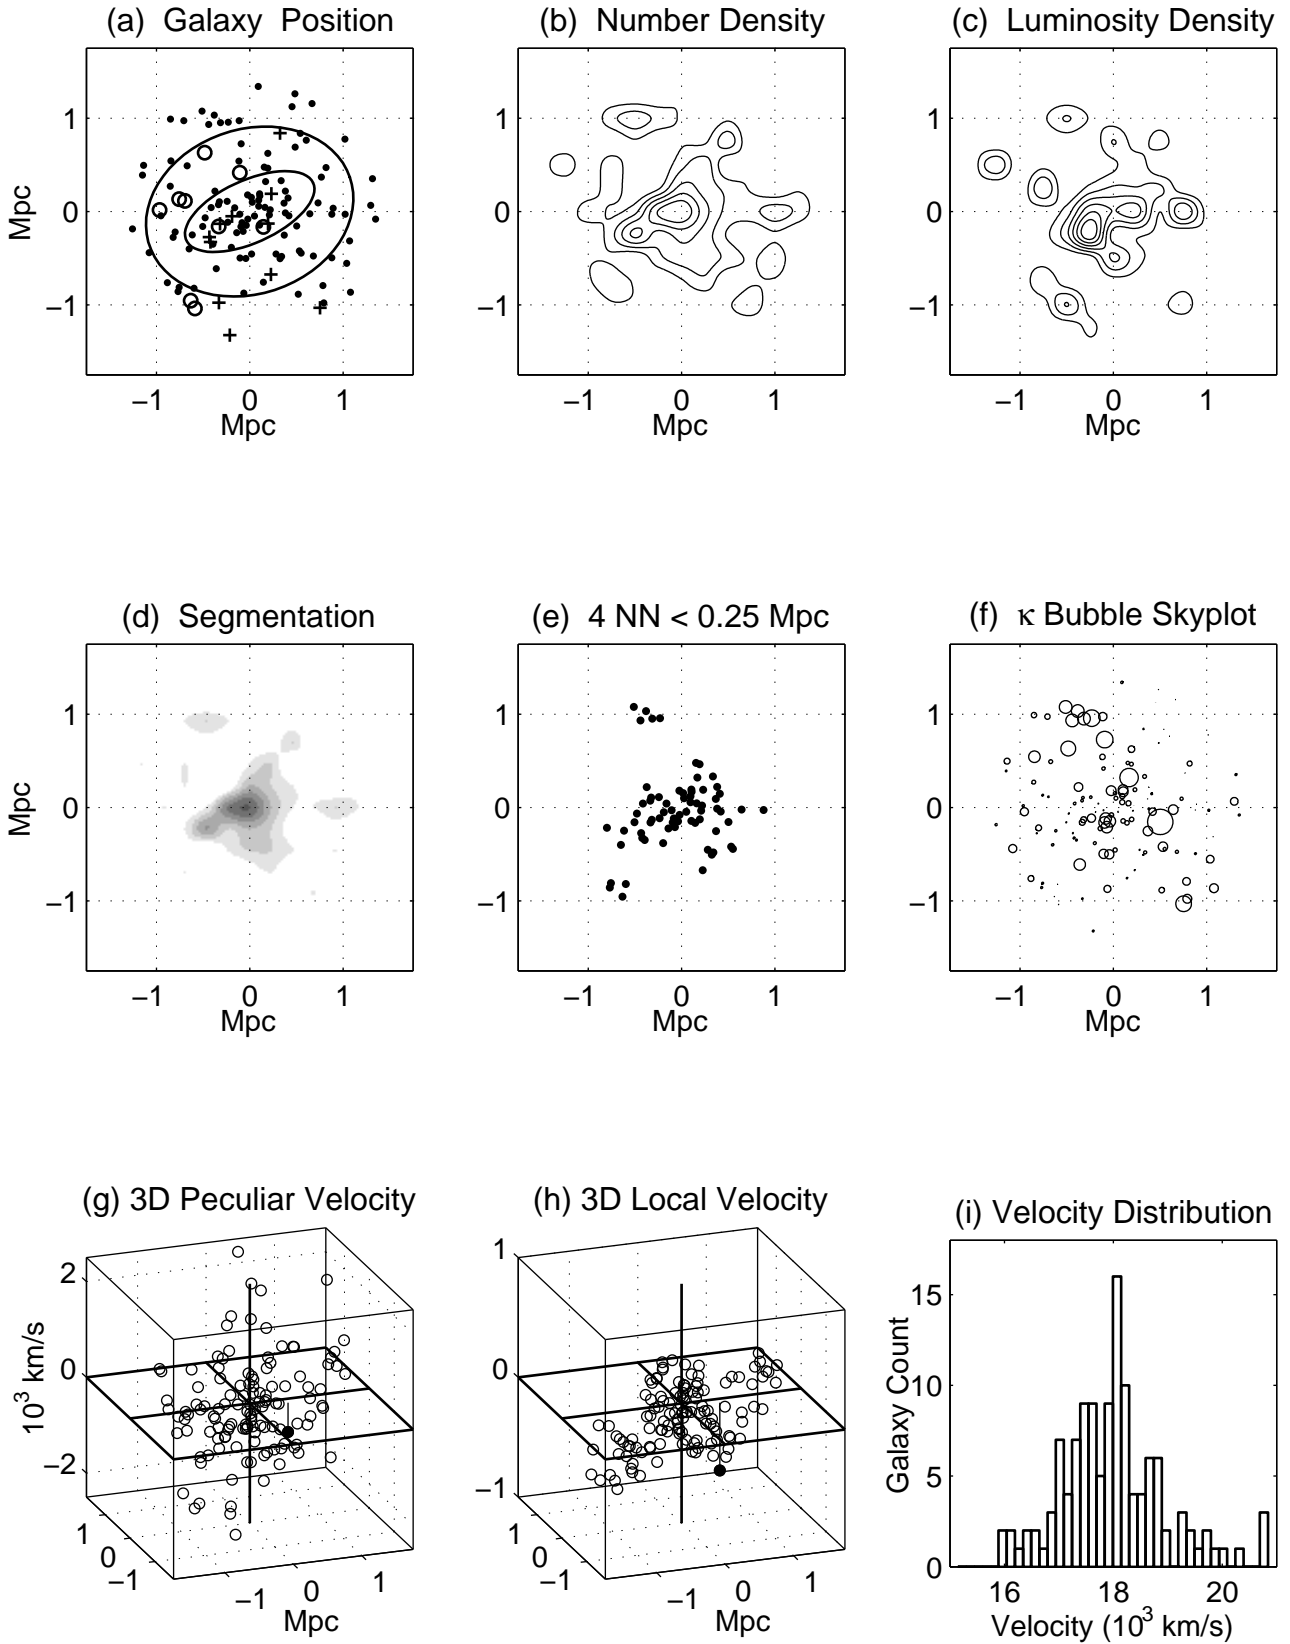 (a) Galaxy Position
(b) Number Density
(c) Luminosity Density
Mpc
1
0
−1
−1 0 1
Mpc
1
0
−1
−1 0 1
Mpc
1
0
−1
−1 0 1
Mpc
(d) Segmentation
(e) 4 NN < 0.25 Mpc
(f) κ Bubble Skyplot
Mpc
1
0
−1
−1 0 1
Mpc
1
0
−1
−1 0 1
Mpc
1
0
−1
−1 0 1
Mpc
(g) 3D Peculiar Velocity
(h) 3D Local Velocity
(i) Velocity Distribution
10³ km/s
2
0
−2
1
0
−1
−1
0
1
Mpc
1
0
−1
1
0
−1
−1
0
1
Mpc
Galaxy Count
15
10
5
0
16 18 20
Velocity (10³ km/s)